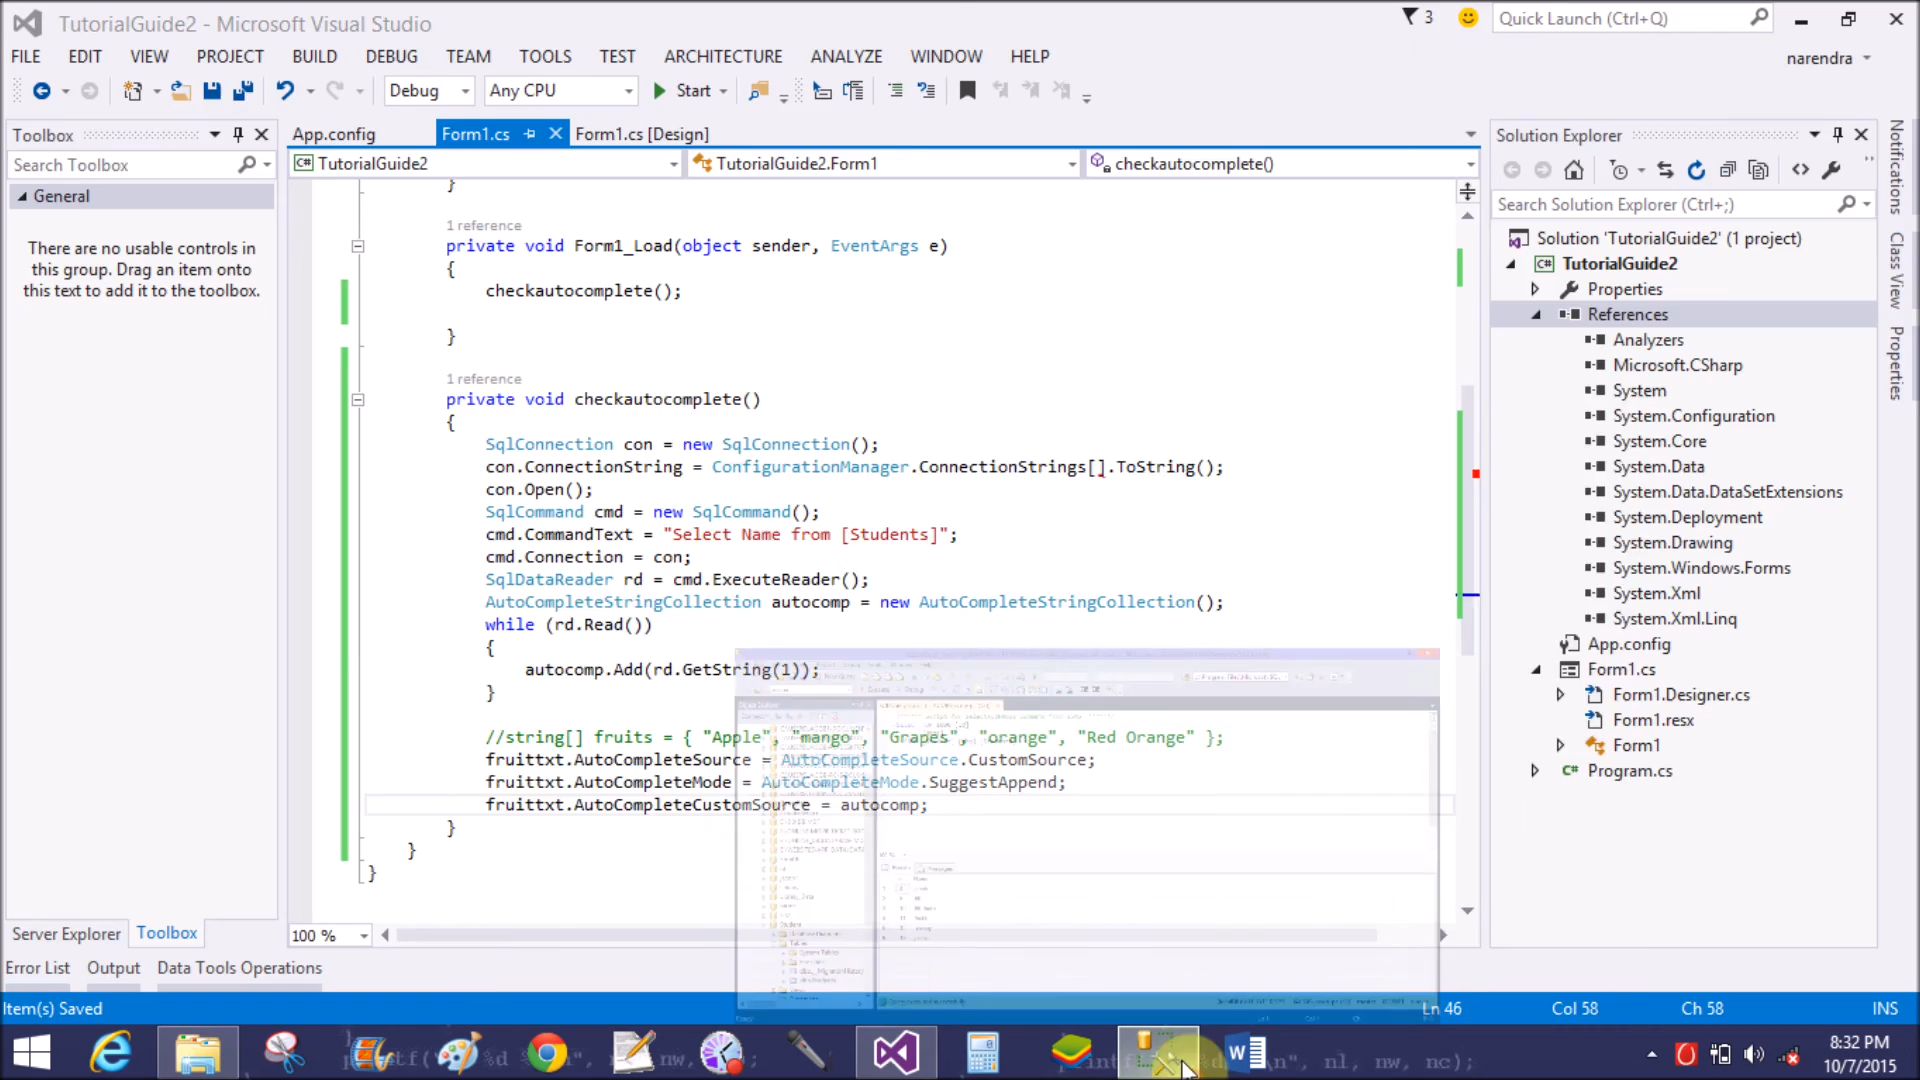 TutorialGuide2 - Microsoft Visual Studio
3
Quick Launch (Ctrl+Q)
FILE EDIT VIEW PROJECT BUILD DEBUG TEAM TOOLS TEST ARCHITECTURE ANALYZE WINDOW HELP
narendra
Debug Any CPU Start
Toolbox
Search Toolbox
General
There are no usable controls in
this group. Drag an item onto
this text to add it to the toolbox.
Server Explorer Toolbox
App.config Form1.cs Form1.cs [Design]
TutorialGuide2 TutorialGuide2.Form1 checkautocomplete()
}
1 reference
private void Form1_Load(object sender, EventArgs e)
{
checkautocomplete();
}
1 reference
private void checkautocomplete()
{
SqlConnection con = new SqlConnection();
con.ConnectionString = ConfigurationManager.ConnectionStrings[].ToString();
con.Open();
SqlCommand cmd = new SqlCommand();
cmd.CommandText = "Select Name from [Students]";
cmd.Connection = con;
SqlDataReader rd = cmd.ExecuteReader();
AutoCompleteStringCollection autocomp = new AutoCompleteStringCollection();
while (rd.Read())
{
autocomp.Add(rd.GetString(1));
}
//string[] fruits = { "Apple", "mango", "Grapes", "orange", "Red Orange" };
fruittxt.AutoCompleteSource = AutoCompleteSource.CustomSource;
fruittxt.AutoCompleteMode = AutoCompleteMode.SuggestAppend;
fruittxt.AutoCompleteCustomSource = autocomp;
}
}
}
100 %
Solution Explorer
Search Solution Explorer (Ctrl+;)
Solution 'TutorialGuide2' (1 project)
TutorialGuide2
Properties
References
Analyzers
Microsoft.CSharp
System
System.Configuration
System.Core
System.Data
System.Data.DataSetExtensions
System.Deployment
System.Drawing
System.Windows.Forms
System.Xml
System.Xml.Linq
App.config
Form1.cs
Form1.Designer.cs
Form1.resx
Form1
Program.cs
Notifications
Class View
Properties
Error List Output Data Tools Operations
Item(s) Saved
Ln 46 Col 58 Ch 58 INS
8:32 PM
10/7/2015